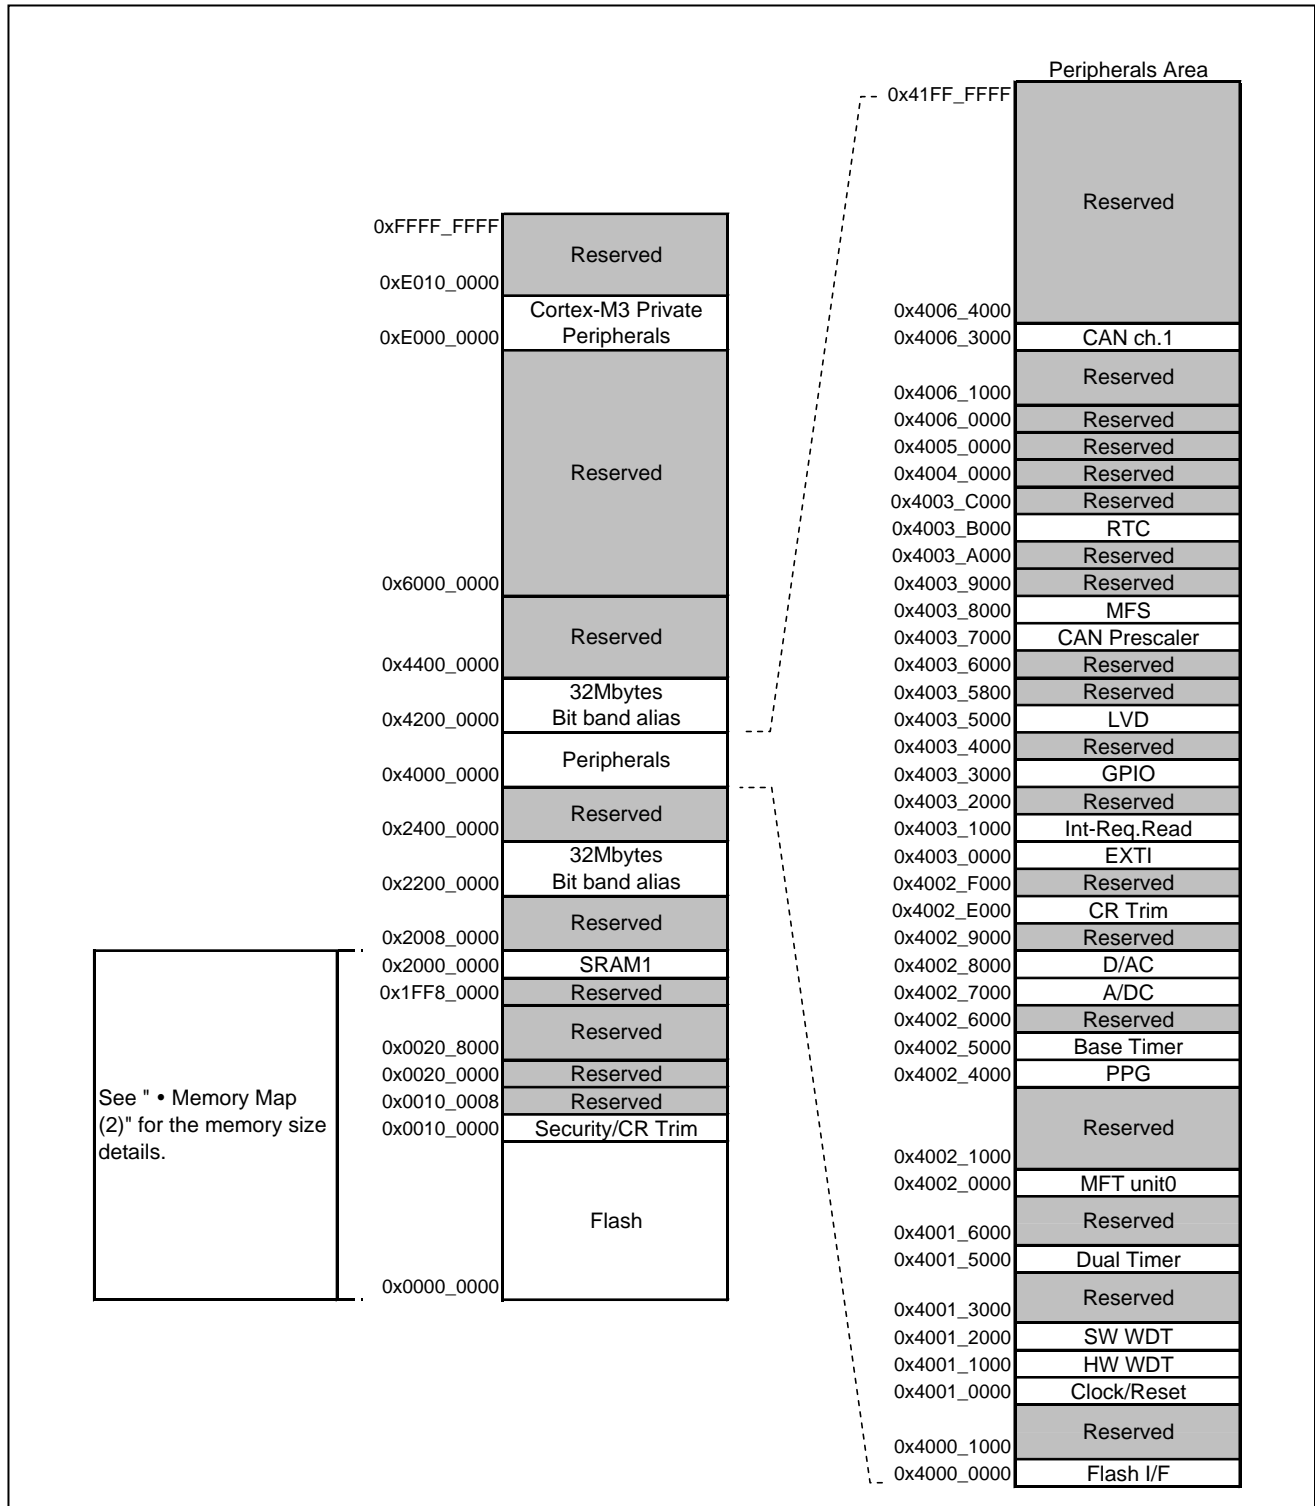 0xFFFF_FFFF
Reserved
0xE010_0000
Cortex-M3 Private
0xE000_0000 Peripherals
Reserved
0x6000_0000
Reserved
0x4400_0000
32Mbytes
0x4200_0000 Bit band alias
Peripherals
0x4000_0000
Reserved
0x2400_0000
32Mbytes
0x2200_0000 Bit band alias
Reserved
0x2008_0000
0x2000_0000 SRAM1
0x1FF8_0000 Reserved
Reserved
0x0020_8000
0x0020_0000 Reserved
0x0010_0008 Reserved
0x0010_0000 Security/CR Trim
Flash
0x0000_0000
See " • Memory Map
(2)" for the memory size
details.
Peripherals Area
0x41FF_FFFF
Reserved
0x4006_4000
0x4006_3000 CAN ch.1
Reserved
0x4006_1000
0x4006_0000 Reserved
0x4005_0000 Reserved
0x4004_0000 Reserved
0x4003_C000 Reserved
0x4003_B000 RTC
0x4003_A000 Reserved
0x4003_9000 Reserved
0x4003_8000 MFS
0x4003_7000 CAN Prescaler
0x4003_6000 Reserved
0x4003_5800 Reserved
0x4003_5000 LVD
0x4003_4000 Reserved
0x4003_3000 GPIO
0x4003_2000 Reserved
0x4003_1000 Int-Req.Read
0x4003_0000 EXTI
0x4002_F000 Reserved
0x4002_E000 CR Trim
0x4002_9000 Reserved
0x4002_8000 D/AC
0x4002_7000 A/DC
0x4002_6000 Reserved
0x4002_5000 Base Timer
0x4002_4000 PPG
Reserved
0x4002_1000
0x4002_0000 MFT unit0
Reserved
0x4001_6000
0x4001_5000 Dual Timer
Reserved
0x4001_3000
0x4001_2000 SW WDT
0x4001_1000 HW WDT
0x4001_0000 Clock/Reset
Reserved
0x4000_1000
0x4000_0000 Flash I/F